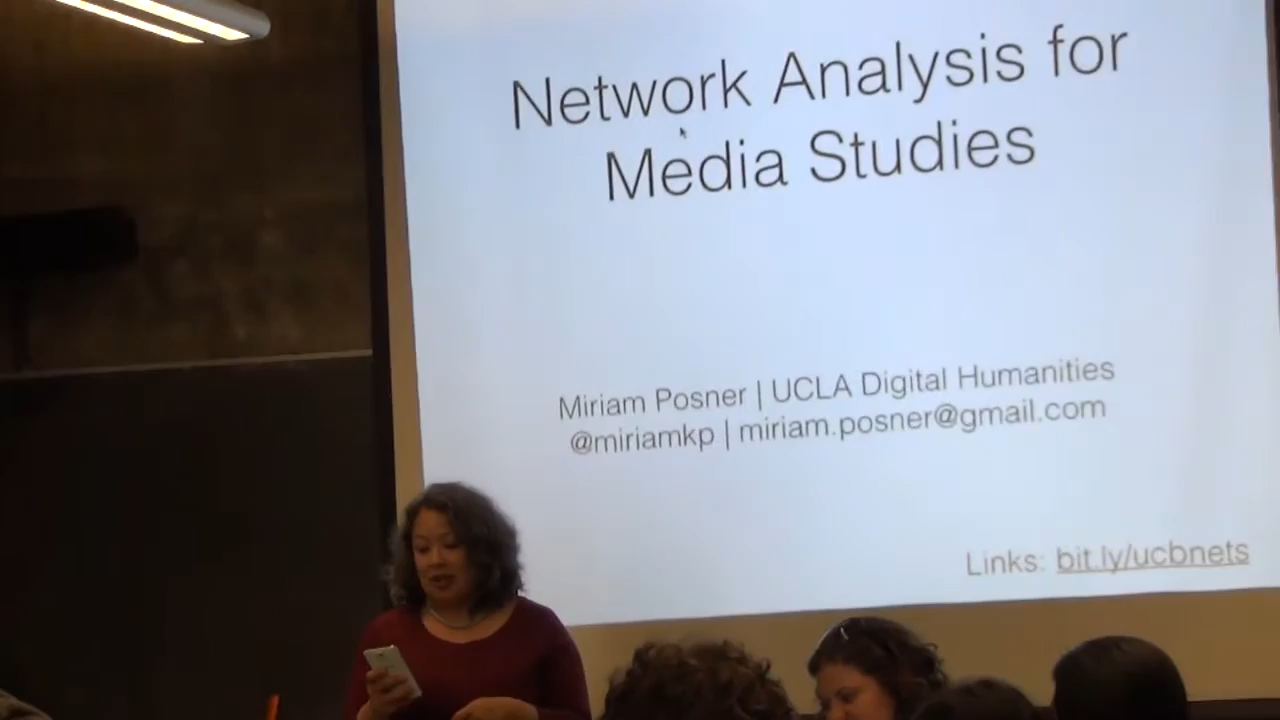 Network Analysis for
Media Studies
Miriam Posner | UCLA Digital Humanities
@miriamkp | miriam.posner@gmail.com
Links: bit.ly/ucbnets